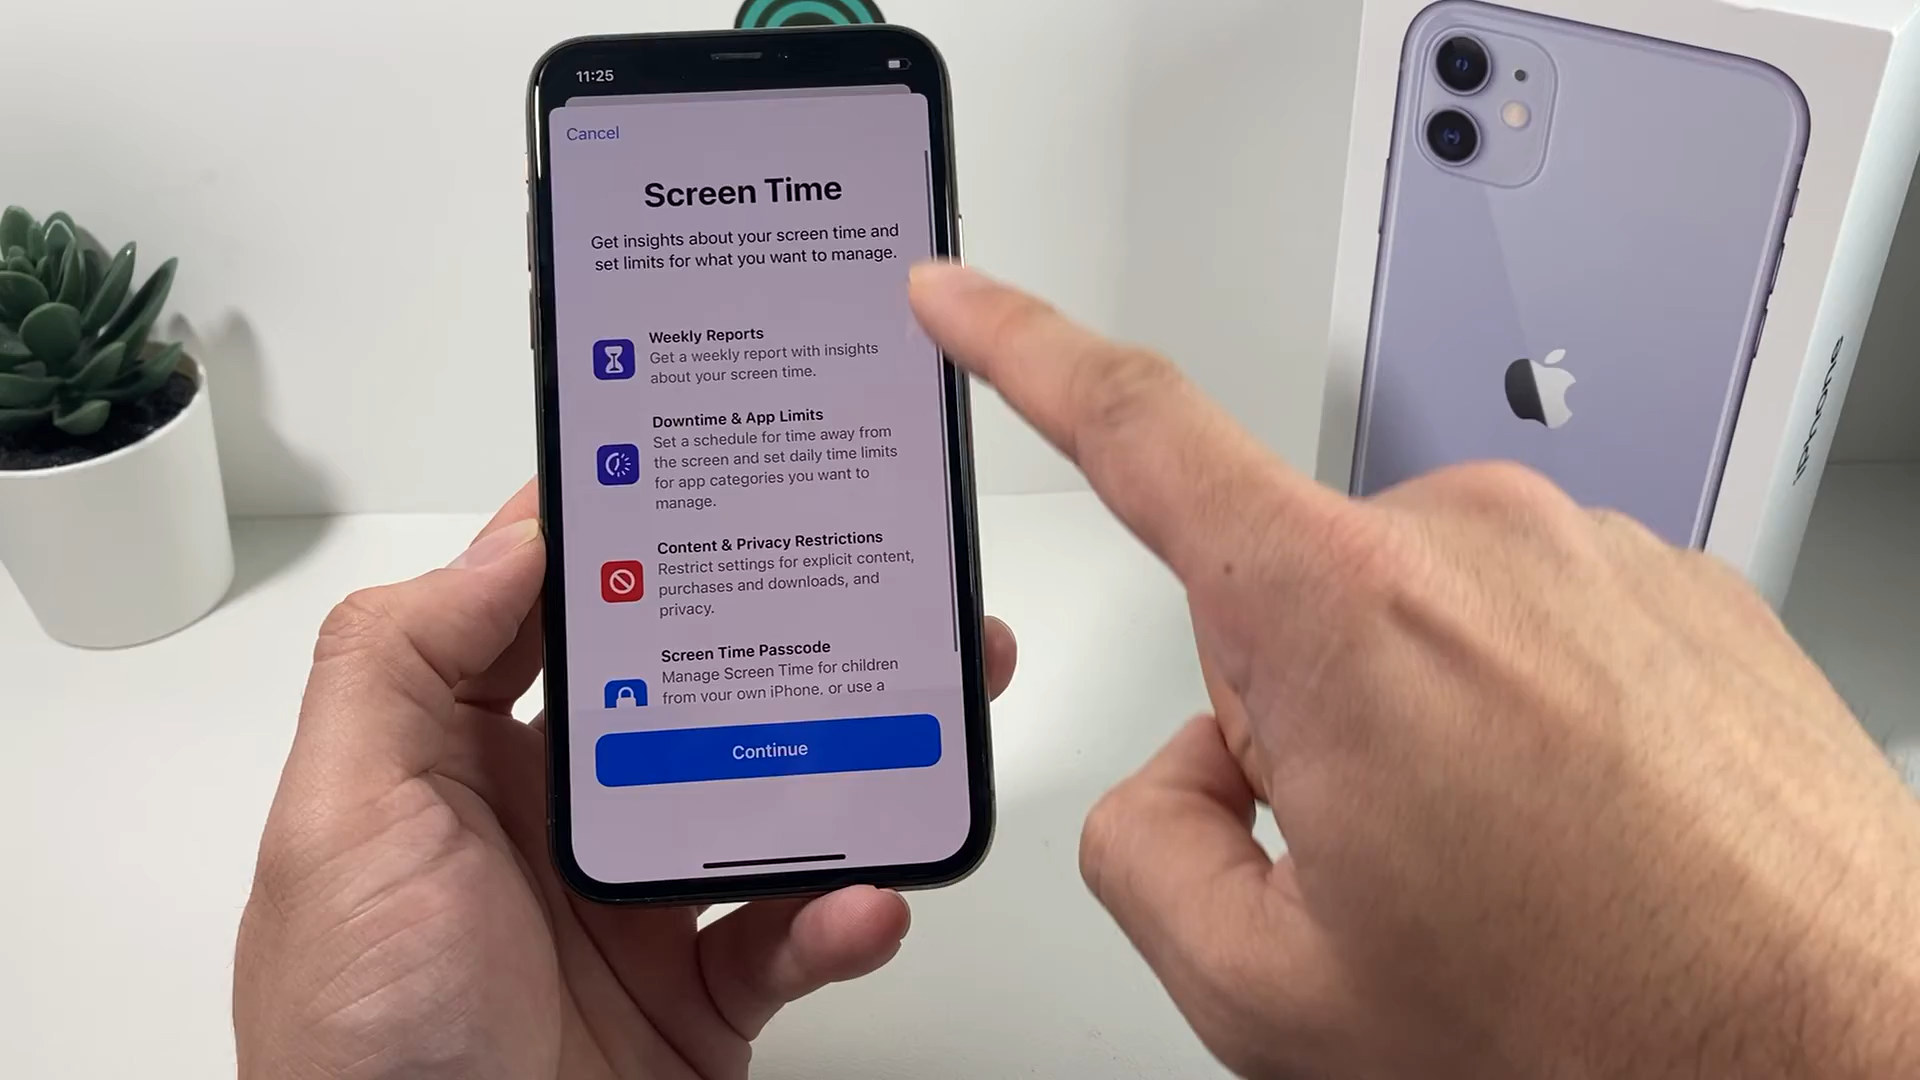 11:25
Cancel
Screen Time
Get insights about your screen time and
set limits for what you want to manage.
Weekly Reports
Get a weekly report with insights
about your screen time.
Downtime & App Limits
Set a schedule for time away from
the screen and set daily time limits
for app categories you want to
manage.
Content & Privacy Restrictions
Restrict settings for explicit content,
purchases and downloads, and
privacy.
Screen Time Passcode
Manage Screen Time for children
from your own iPhone, or use a
Continue
iPhone